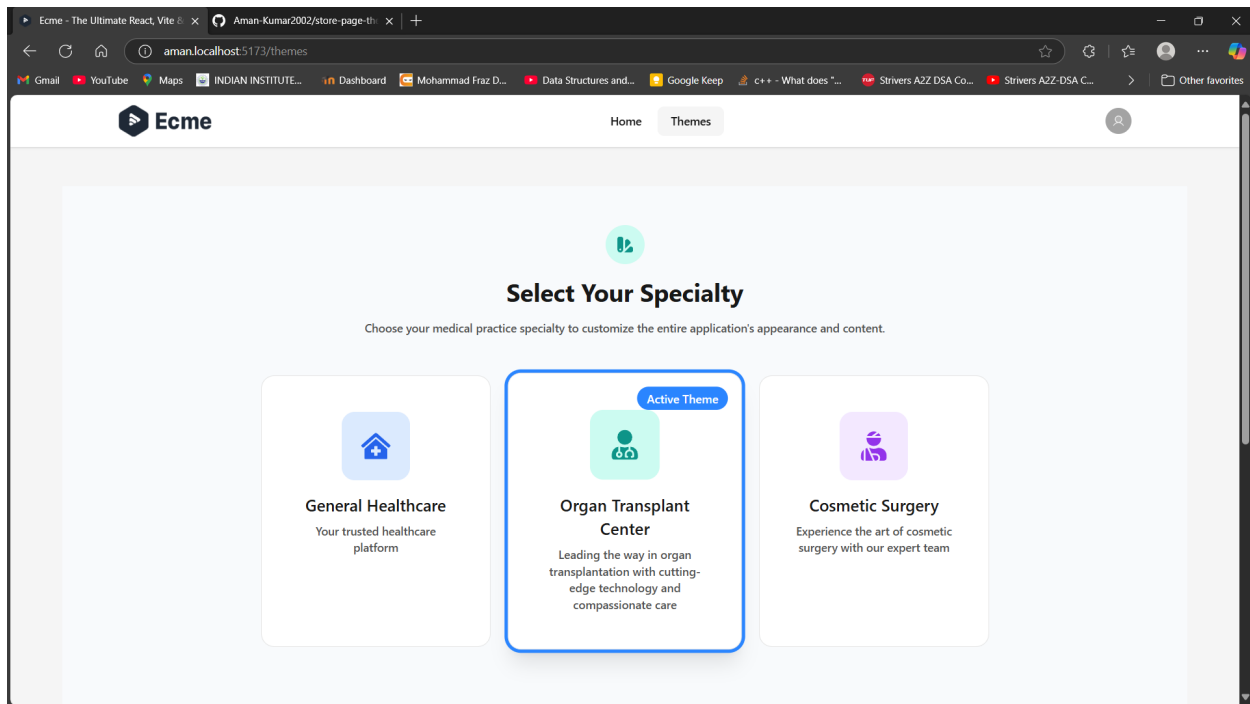 Ecme - The Ultimate React, Vite &
Aman-Kumar2002/store-page-th
aman.localhost:5173/themes
Gmail YouTube Maps INDIAN INSTITUTE... Dashboard Mohammad Fraz D... Data Structures and... Google Keep c++ - What does "... Strivers A2Z DSA Co... Strivers A2Z-DSA C... Other favorites
Ecme Home Themes
Select Your Specialty
Choose your medical practice specialty to customize the entire application's appearance and content.
General Healthcare
Your trusted healthcare
platform
Active Theme
Organ Transplant
Center
Leading the way in organ
transplantation with cutting-
edge technology and
compassionate care
Cosmetic Surgery
Experience the art of cosmetic
surgery with our expert team